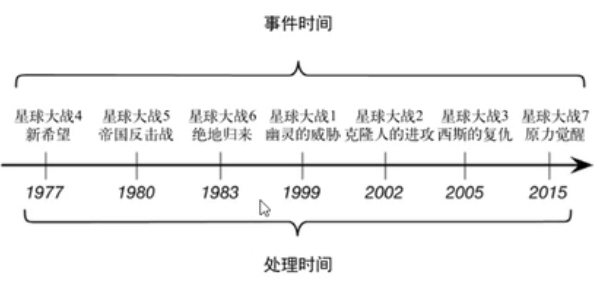 事件时间
星球大战4 星球大战5 星球大战6 星球大战1 星球大战2 星球大战3 星球大战7
新希望 帝国反击战 绝地归来 幽灵的威胁 克隆人的进攻 西斯的复仇 原力觉醒
1977 1980 1983 1999 2002 2005 2015
处理时间